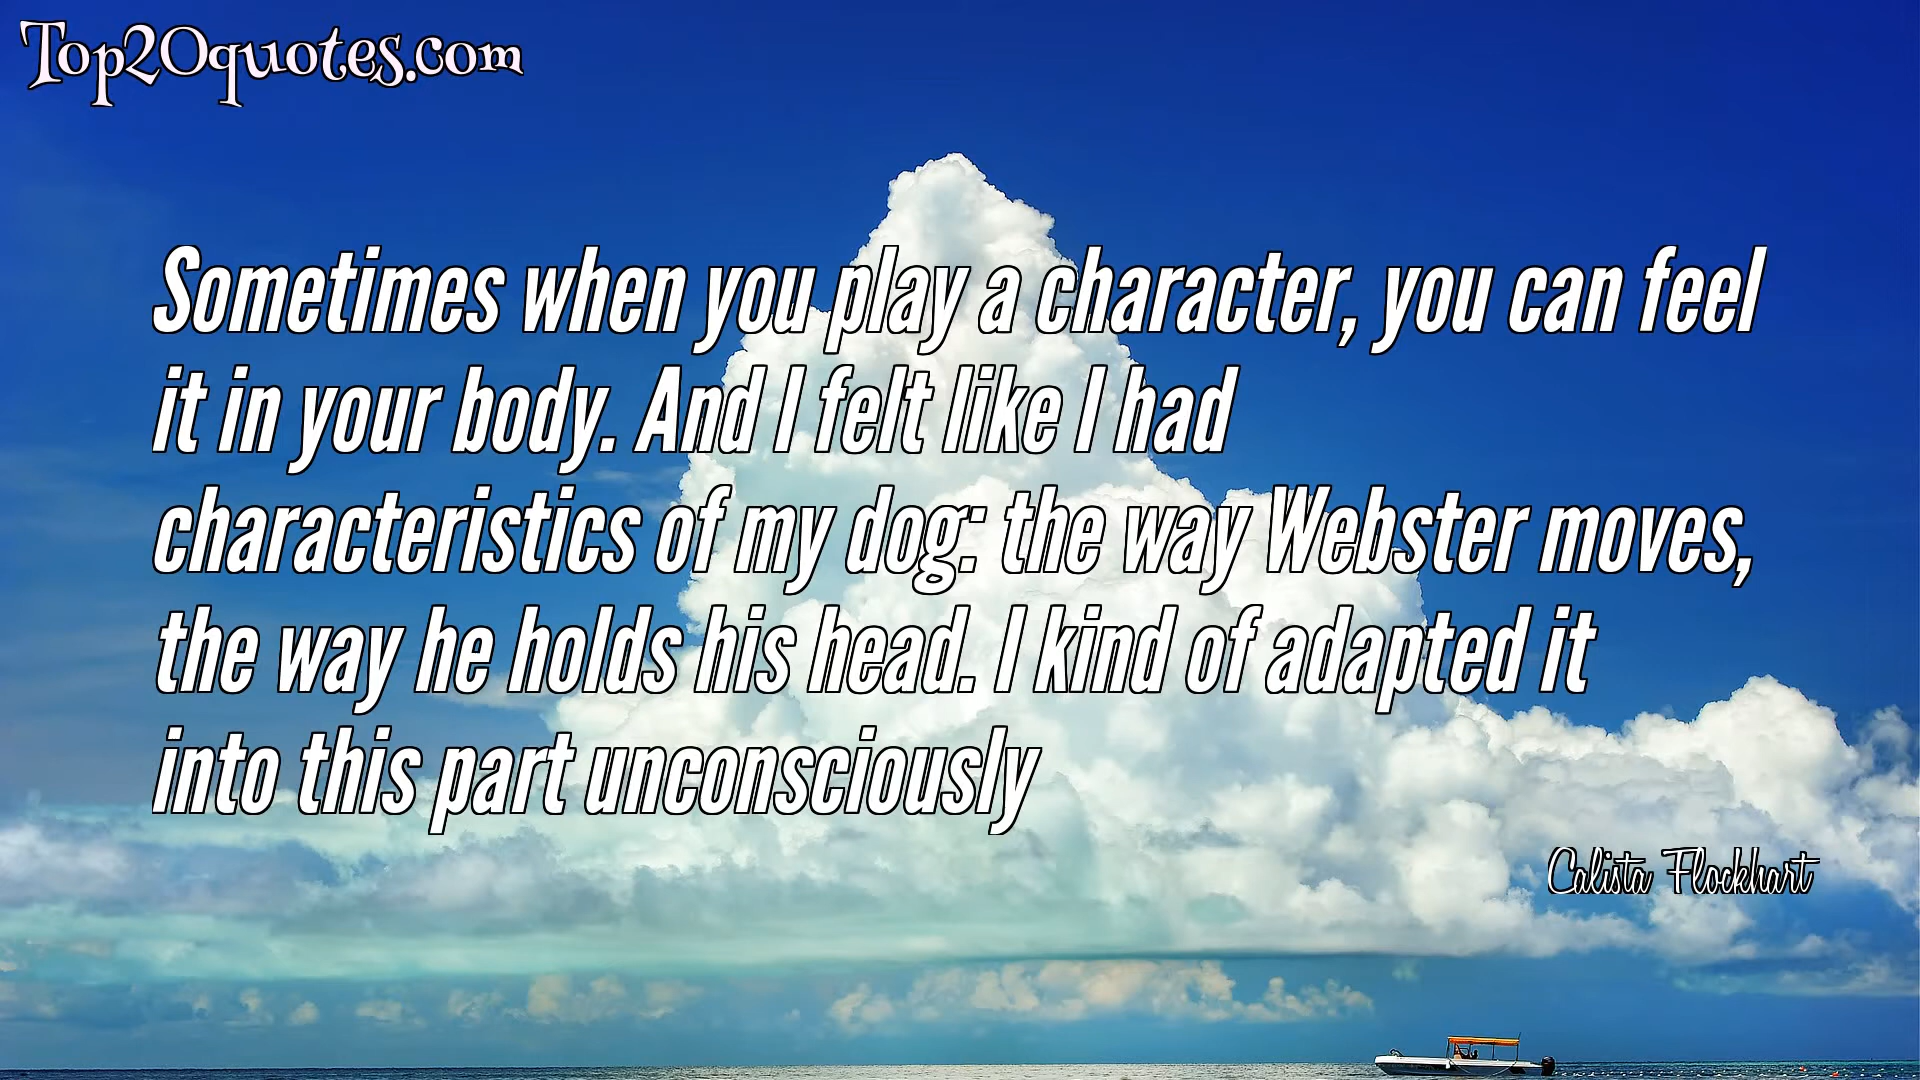 Top20quotes.com
Sometimes when you play a character, you can feel
it in your body. And I felt like I had
characteristics of my dog: the way Webster moves,
the way he holds his head. I kind of adapted it
into this part unconsciously
Calista Flockhart